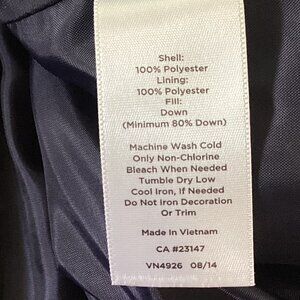 Shell:
100% Polyester
Lining:
100% Polyester
Fill:
Down
(Minimum 80% Down)
Machine Wash Cold
Only Non-Chlorine
Bleach When Needed
Tumble Dry Low
Cool Iron, if Needed
Do Not iron Decoration
Or Trim
Made In Vietnam
CA #23147
VN4926 08/14